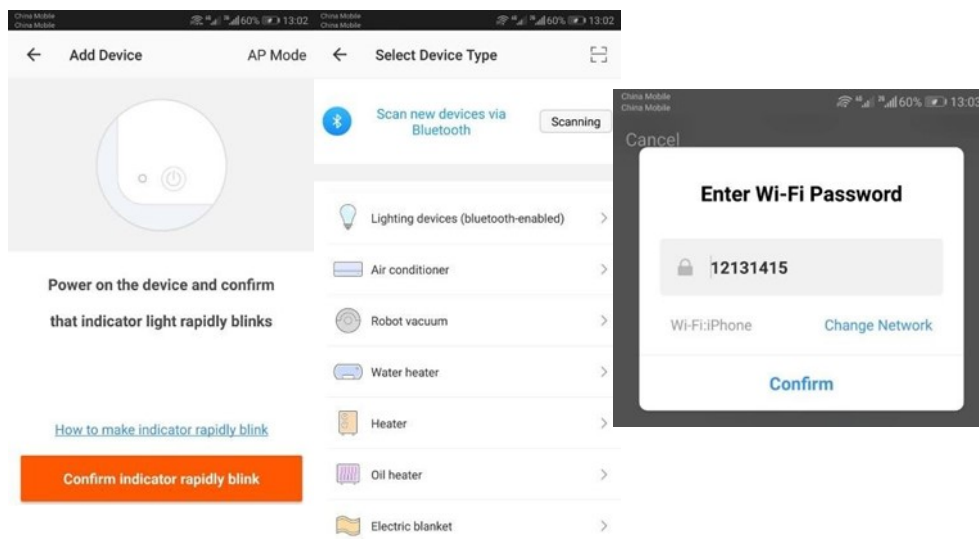 China Mobile
China Mobile
60% 13:02
Add Device
AP Mode
Power on the device and confirm
that indicator light rapidly blinks
How to make indicator rapidly blink
Confirm indicator rapidly blink
China Mobile
China Mobile
60% 13:02
Select Device Type
Scan new devices via
Bluetooth
Scanning
Lighting devices (bluetooth-enabled)
Air conditioner
Robot vacuum
Water heater
Heater
Oil heater
Electric blanket
China Mobile
China Mobile
60% 13:03
Cancel
Enter Wi-Fi Password
12131415
Wi-Fi:iPhone
Change Network
Confirm